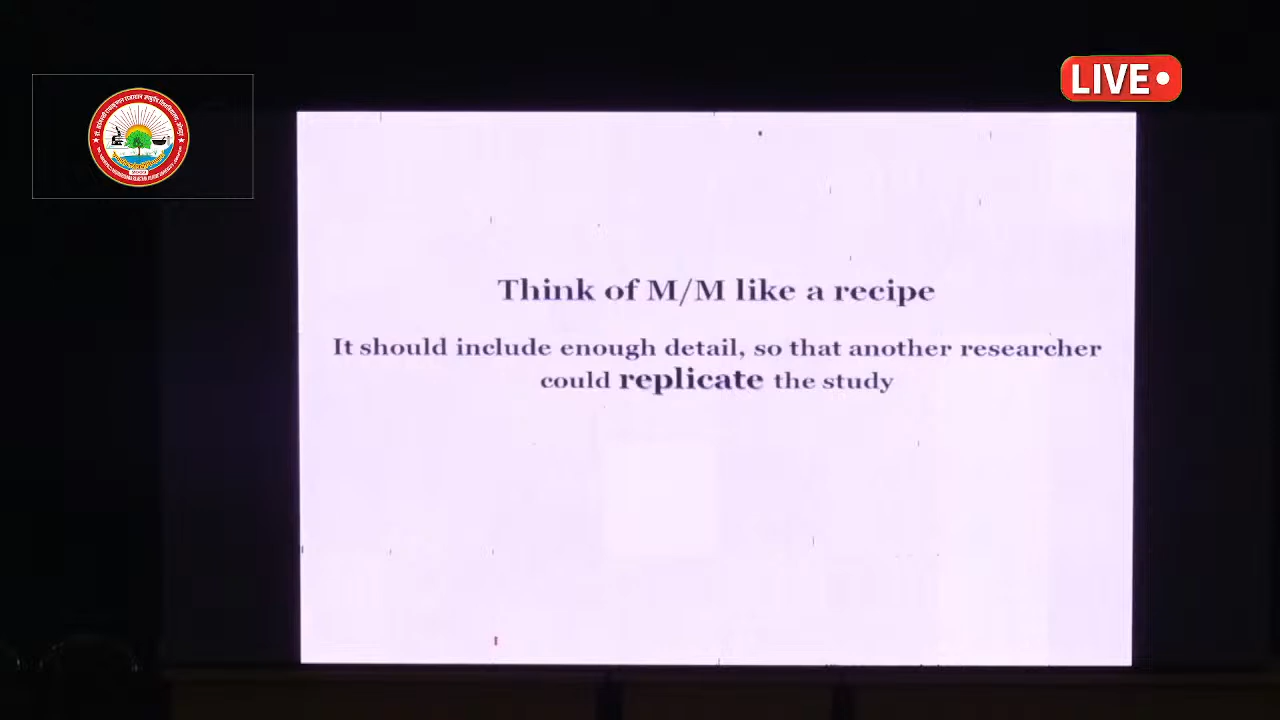 LIVE
Think of M/M like a recipe
It should include enough detail, so that another researcher
could replicate the study